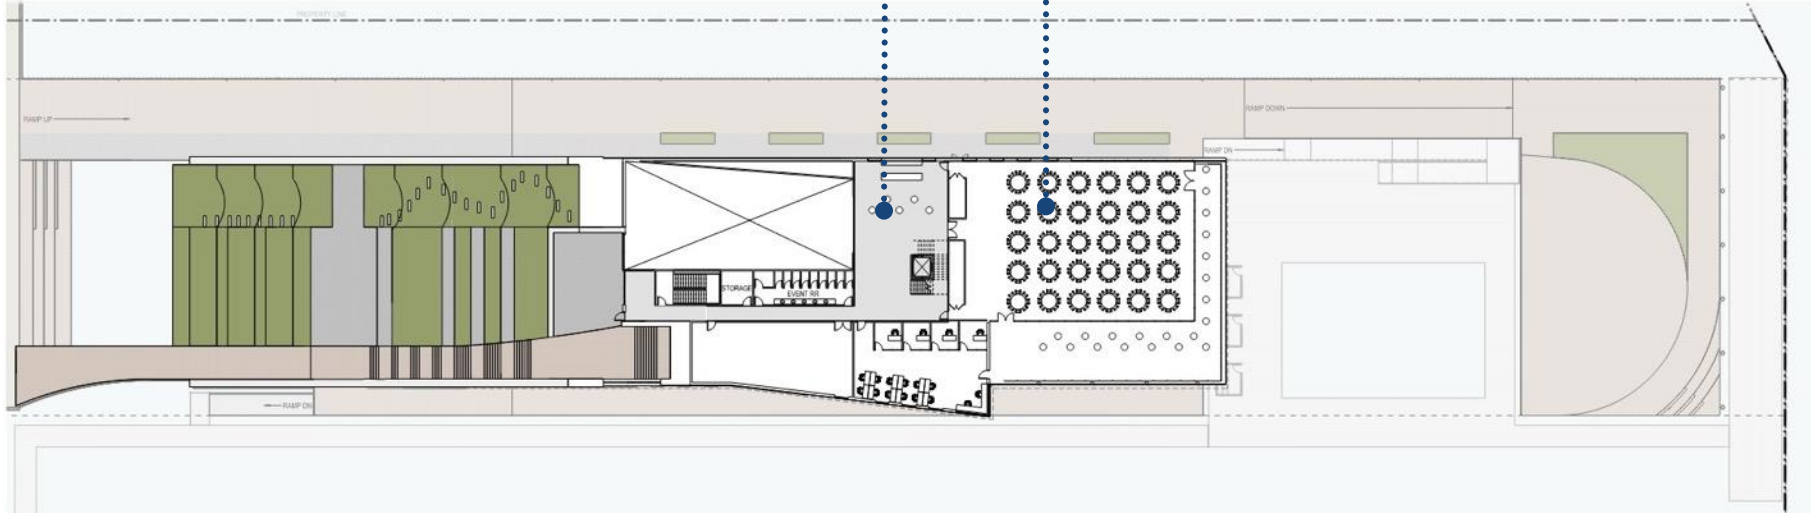 PROPERTY LINE
RAMP UP
RAMP DOWN
RAMP DN
STORAGE
EVENT RR
RAMP DN